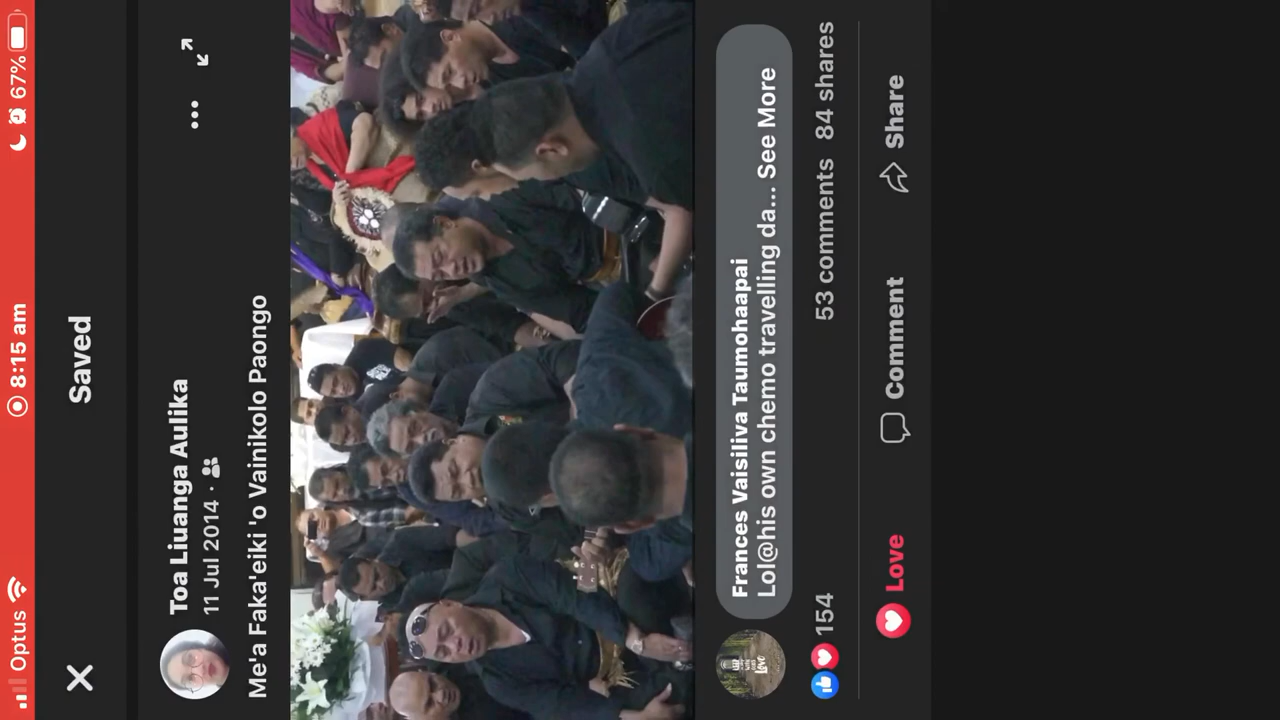 Optus
8:15 am
67%
Saved
Toa Liuanga Aulika
11 Jul 2014 ·
Me'a Faka'eiki 'o Vainikolo Paongo
Frances Vaisiliva Taumohaapai
Lol@his own chemo travelling da... See More
154
53 comments 84 shares
Love
Comment
Share